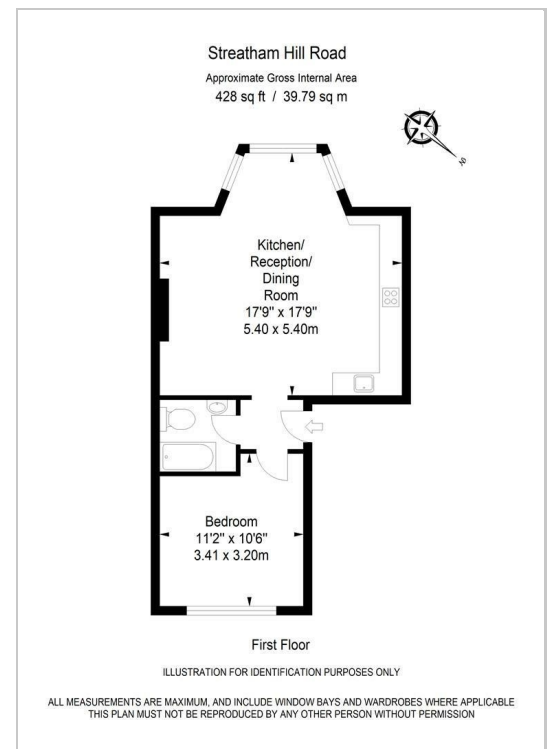 Streatham Hill Road
Approximate Gross Internal Area
428 sq ft / 39.79 sq m
N
Kitchen/
Reception/
Dining
Room
17'9" x 17'9"
5.40 x 5.40m
Bedroom
11'2" x 10'6"
3.41 x 3.20m
First Floor
ILLUSTRATION FOR IDENTIFICATION PURPOSES ONLY
ALL MEASUREMENTS ARE MAXIMUM, AND INCLUDE WINDOW BAYS AND WARDROBES WHERE APPLICABLE
THIS PLAN MUST NOT BE REPRODUCED BY ANY OTHER PERSON WITHOUT PERMISSION